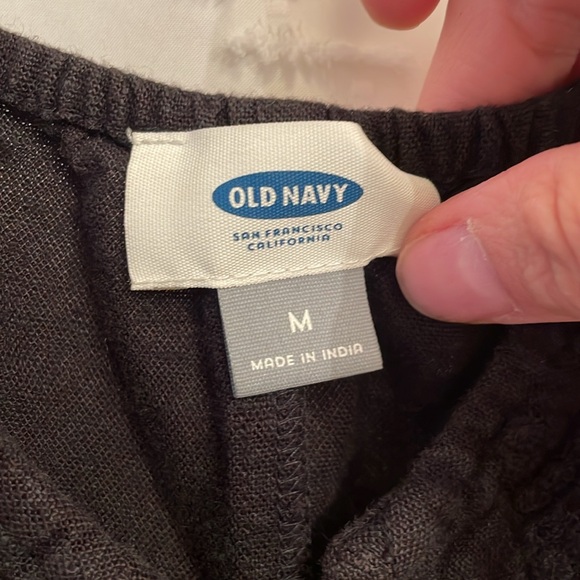 OLD NAVY
SAN FRANCISCO
CALIFORNIA
M
MADE IN INDIA